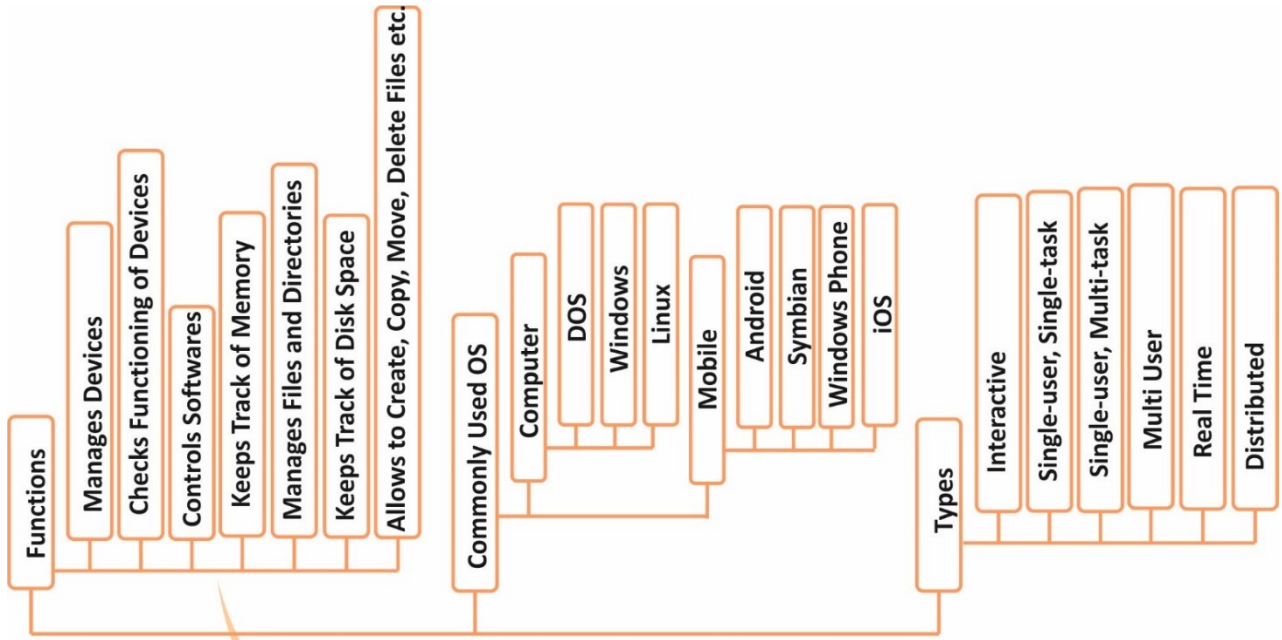 Functions
Manages Devices
Checks Functioning of Devices
Controls Softwares
Keeps Track of Memory
Manages Files and Directories
Keeps Track of Disk Space
Allows to Create, Copy, Move, Delete Files etc.
Commonly Used OS
Computer
DOS
Windows
Linux
Mobile
Android
Symbian
Windows Phone
iOS
Types
Interactive
Single-user, Single-task
Single-user, Multi-task
Multi User
Real Time
Distributed